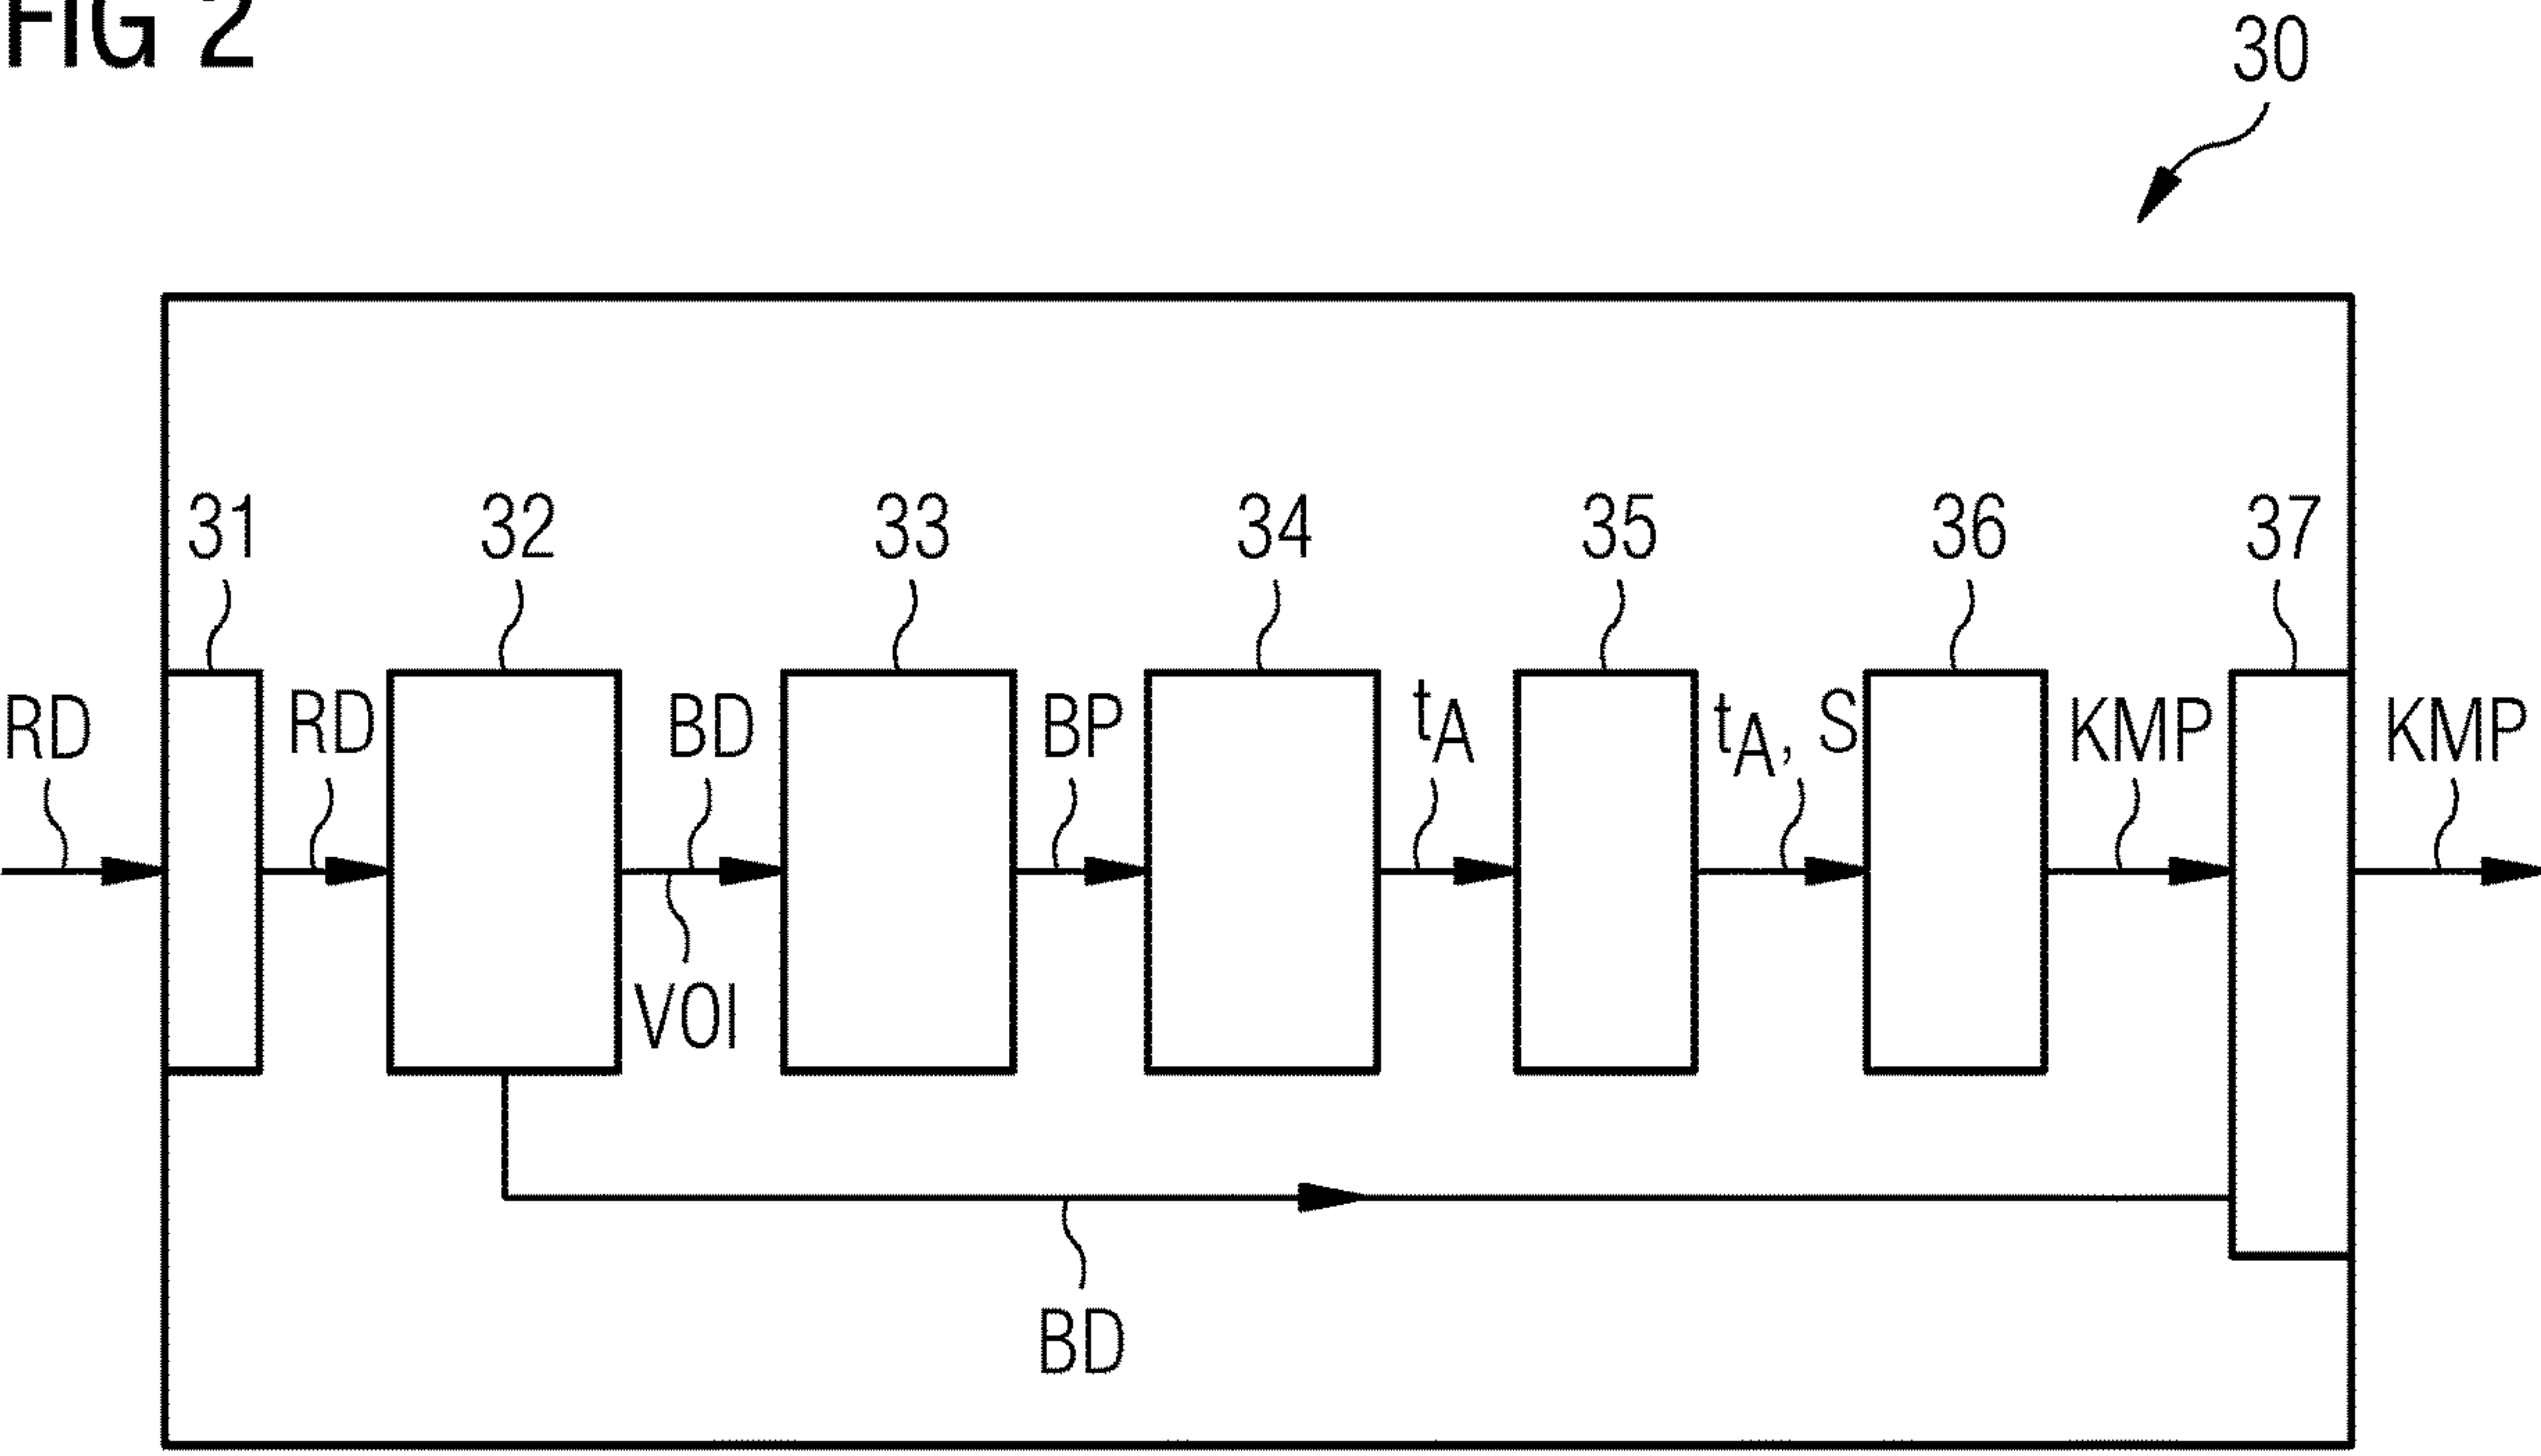 FIG 2
30
31 32 33 34 35 36 37
RD RD BD BP tA tA, S KMP KMP
VOI
BD